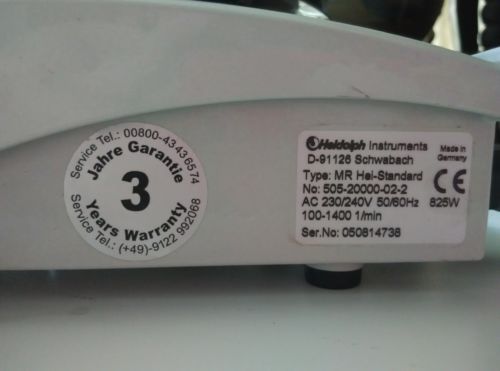 Service Tel.: 00800-43436574
Jahre Garantie
3
Years Warranty
Service Tel.: (+49)-9122 992068
Heidolph Instruments
D-91126 Schwabach
Made in
Germany
Type: MR Hei-Standard
No: 505-20000-02-2
CE
AC 230/240V 50/60Hz 825W
100-1400 1/min
Ser.No: 050814738